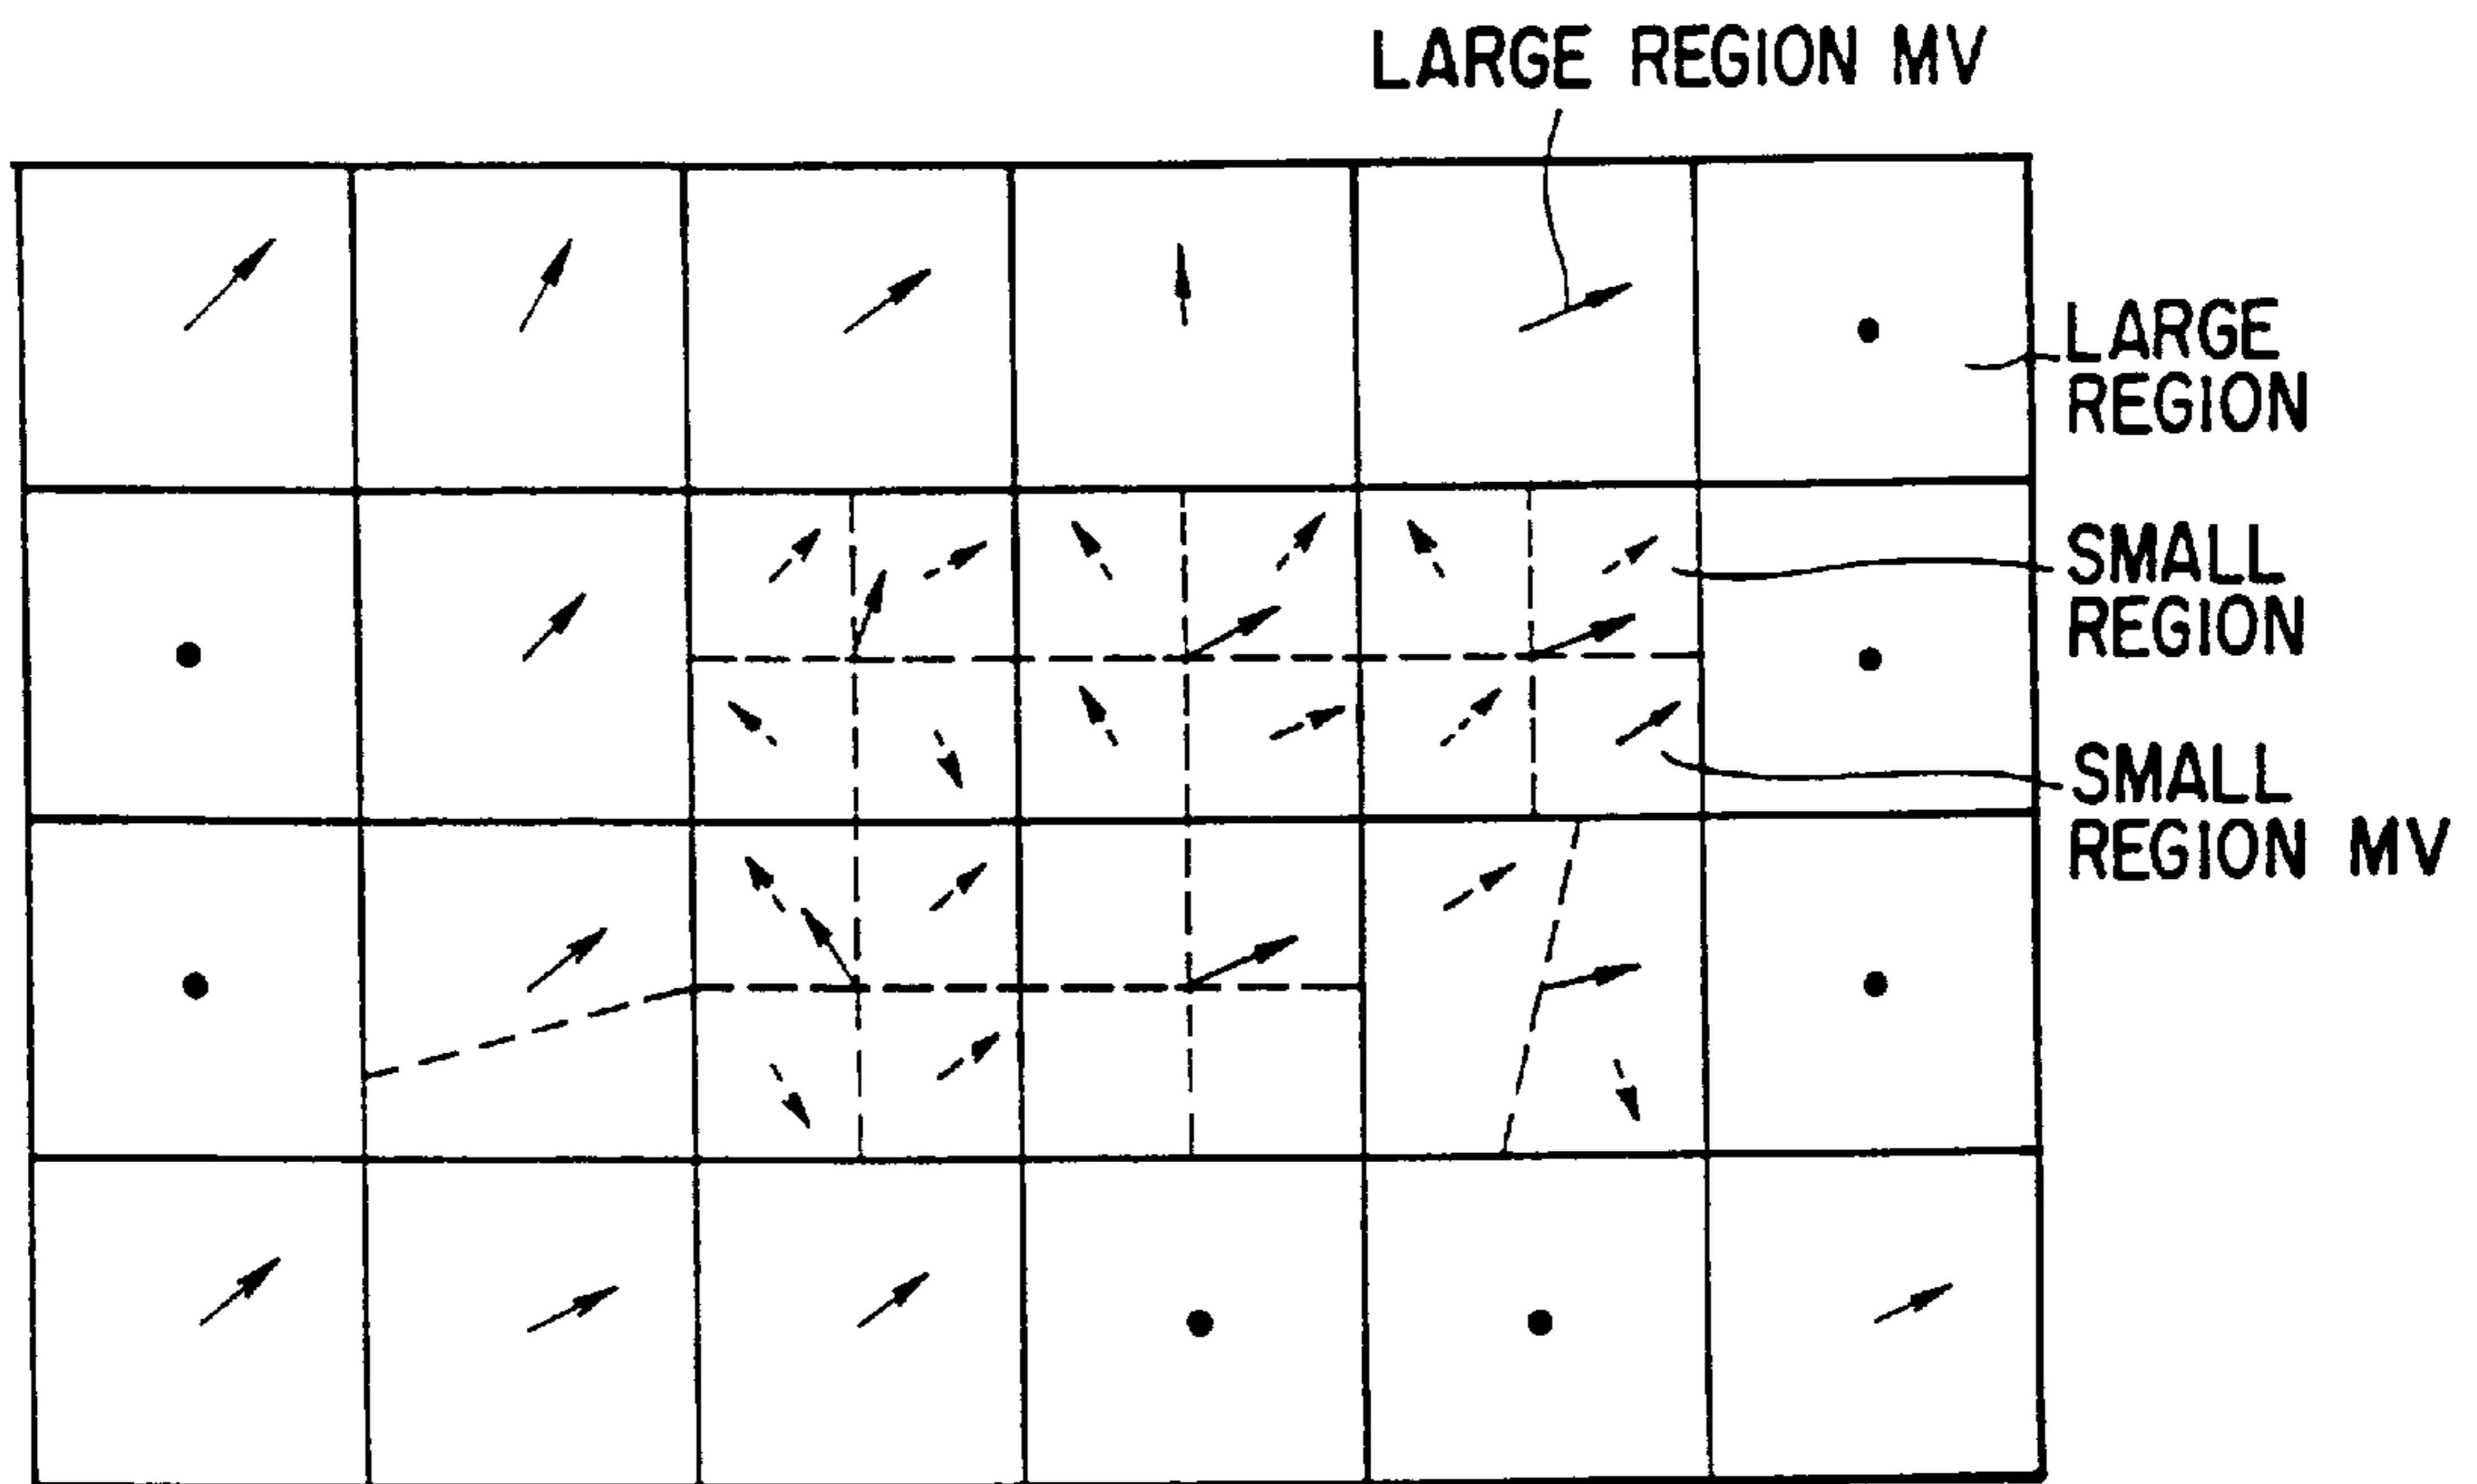 LARGE REGION MV
LARGE
REGION
SMALL
REGION
SMALL
REGION MV